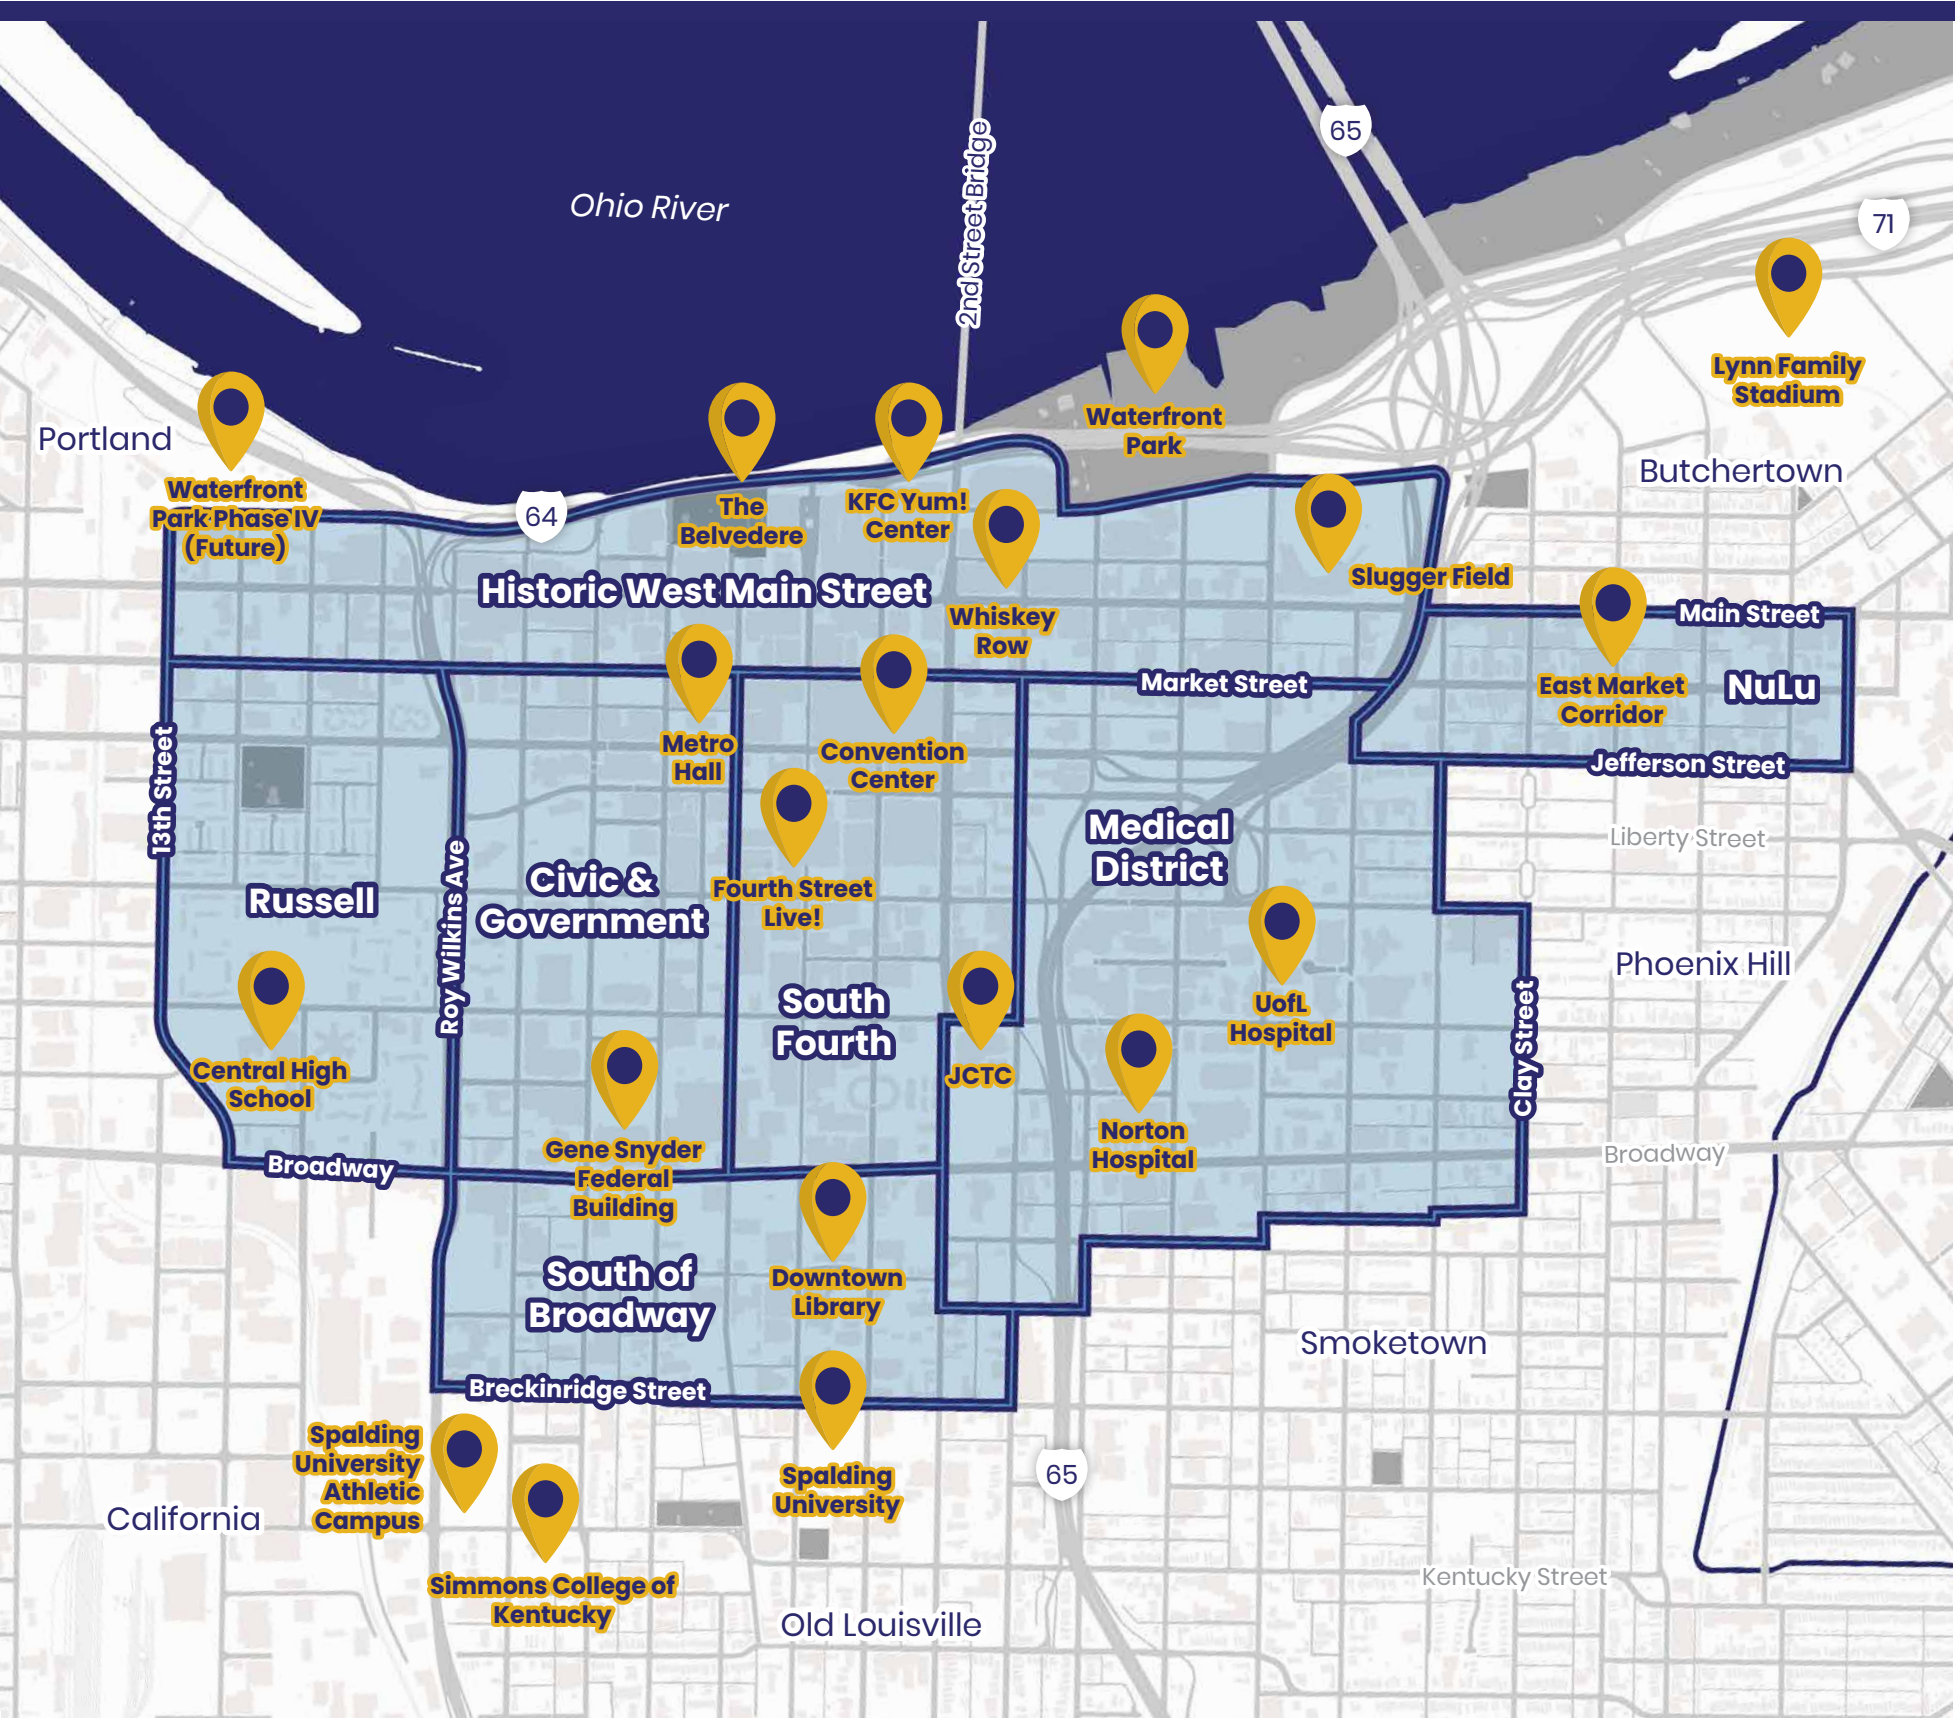 65
2nd Street Bridge
Ohio River
71
Lynn Family
Stadium
Portland
Waterfront
Park
Butchertown
Waterfront
Park Phase IV
(Future)
64
The
Belvedere
KFC Yum!
Center
Historic West Main Street
Whiskey
Row
Slugger Field
Main Street
East Market
Corridor
NuLu
Market Street
Metro
Hall
Convention
Center
Jefferson Street
13th Street
Medical
District
Liberty Street
Russell
Roy Wilkins Ave
Civic &
Government
Fourth Street
Live!
Phoenix Hill
South
Fourth
UofL
Hospital
Clay Street
Central High
School
JCTC
Norton
Hospital
Broadway
Broadway
Gene Snyder
Federal
Building
South of
Broadway
Downtown
Library
Smoketown
Breckinridge Street
Spalding
University
Athletic
Campus
Spalding
University
65
California
Simmons College of
Kentucky
Kentucky Street
Old Louisville